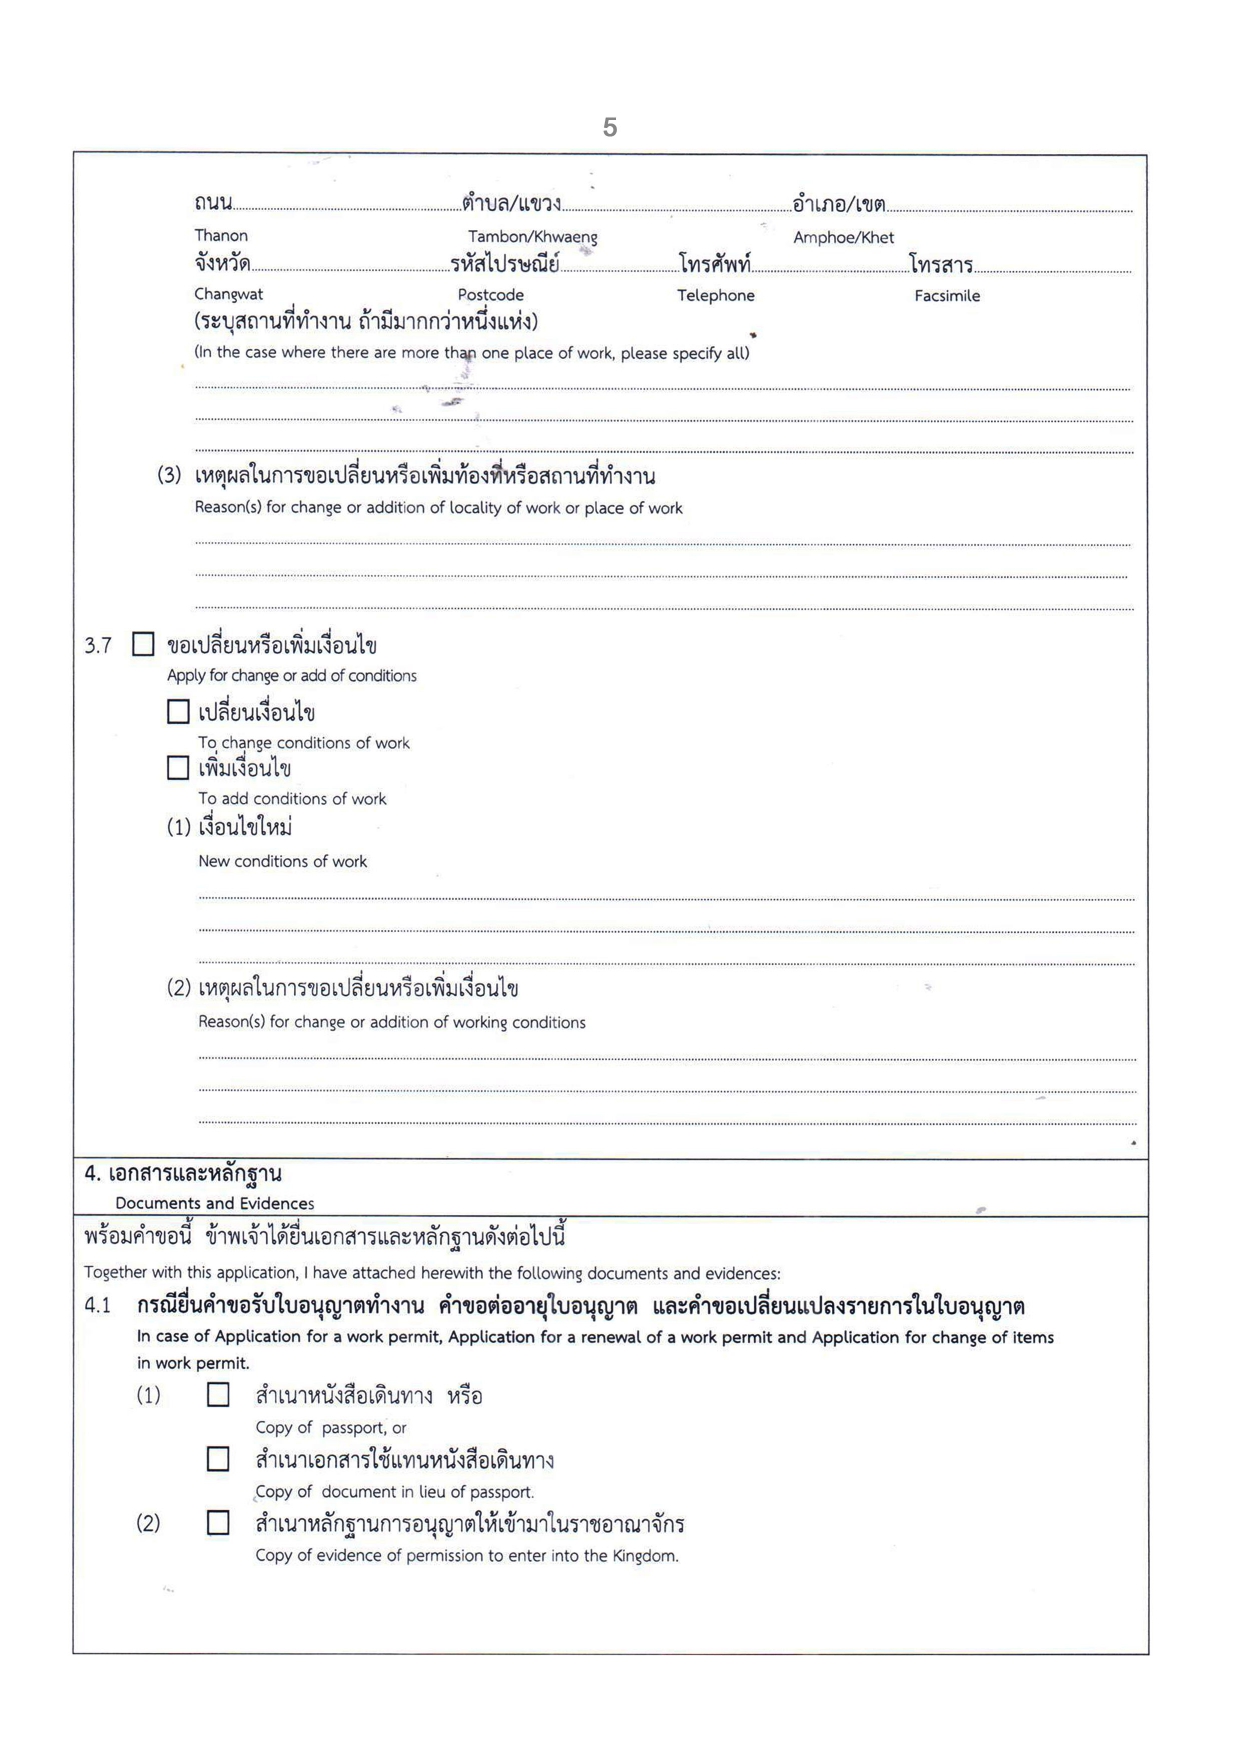 5
ถนน ตำบล/แขวง อำเภอ/เขต
Thanon Tambon/Khwaeng Amphoe/Khet
จังหวัด รหัสไปรษณีย์ โทรศัพท์ โทรสาร
Changwat Postcode Telephone Facsimile
(ระบุสถานที่ทำงาน ถ้ามีมากกว่าหนึ่งแห่ง)
(In the case where there are more than one place of work, please specify all)
(3) เหตุผลในการขอเปลี่ยนหรือเพิ่มท้องที่หรือสถานที่ทำงาน
Reason(s) for change or addition of locality of work or place of work
3.7 ขอเปลี่ยนหรือเพิ่มเงื่อนไข
Apply for change or add of conditions
เปลี่ยนเงื่อนไข
To change conditions of work
เพิ่มเงื่อนไข
To add conditions of work
(1) เงื่อนไขใหม่
New conditions of work
(2) เหตุผลในการขอเปลี่ยนหรือเพิ่มเงื่อนไข
Reason(s) for change or addition of working conditions
4. เอกสารและหลักฐาน
Documents and Evidences
พร้อมคำขอนี้ ข้าพเจ้าได้ยื่นเอกสารและหลักฐานดังต่อไปนี้
Together with this application, I have attached herewith the following documents and evidences:
4.1 กรณียื่นคำขอรับใบอนุญาตทำงาน คำขอต่ออายุใบอนุญาต และคำขอเปลี่ยนแปลงรายการในใบอนุญาต
In case of Application for a work permit, Application for a renewal of a work permit and Application for change of items
in work permit.
(1) สำเนาหนังสือเดินทาง หรือ
Copy of passport, or
สำเนาเอกสารใช้แทนหนังสือเดินทาง
Copy of document in lieu of passport.
(2) สำเนาหลักฐานการอนุญาตให้เข้ามาในราชอาณาจักร
Copy of evidence of permission to enter into the Kingdom.